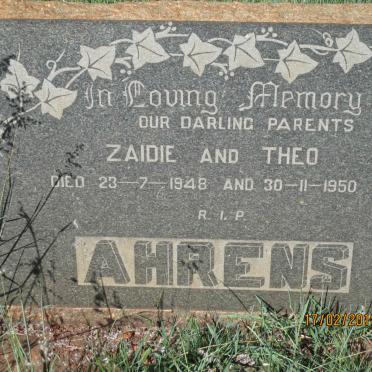 In Loving Memory
OUR DARLING PARENTS
ZAIDIE AND THEO
DIED 23-7-1948 AND 30-11-1950
R.I.P.
AHRENS